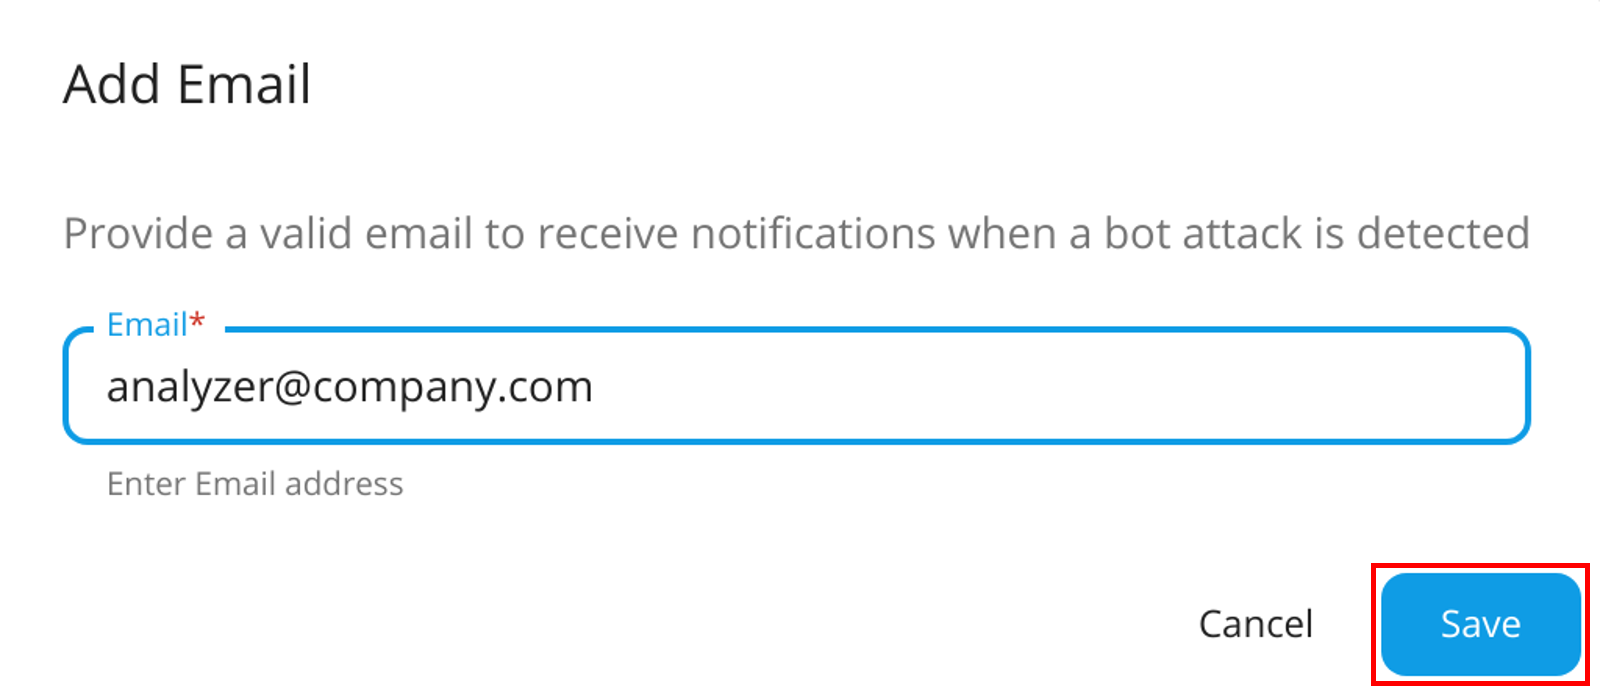 Add Email
Provide a valid email to receive notifications when a bot attack is detected
Email*
analyzer@company.com
Enter Email address
Cancel Save